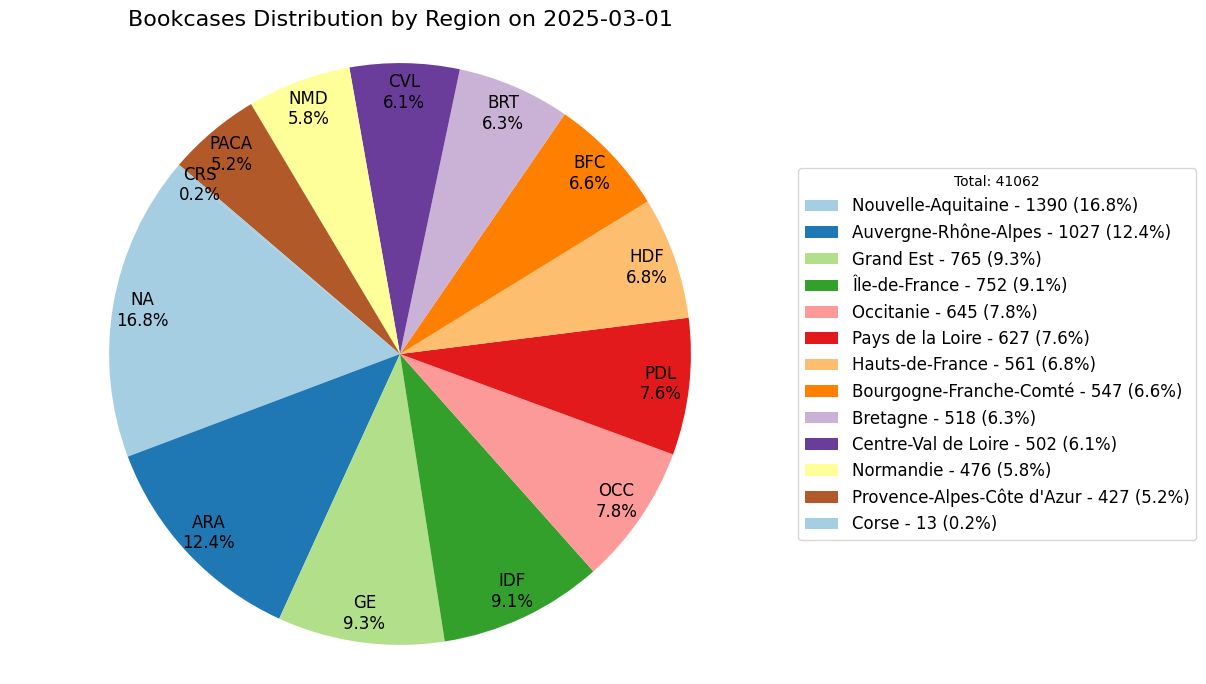 Bookcases Distribution by Region on 2025-03-01
CVL
6.1%
BRT
6.3%
NMD
5.8%
BFC
6.6%
PACA
5.2%
CRS
0.2%
HDF
6.8%
NA
16.8%
PDL
7.6%
OCC
7.8%
ARA
12.4%
IDF
9.1%
GE
9.3%
Total: 41062
Nouvelle-Aquitaine - 1390 (16.8%)
Auvergne-Rhône-Alpes - 1027 (12.4%)
Grand Est - 765 (9.3%)
Île-de-France - 752 (9.1%)
Occitanie - 645 (7.8%)
Pays de la Loire - 627 (7.6%)
Hauts-de-France - 561 (6.8%)
Bourgogne-Franche-Comté - 547 (6.6%)
Bretagne - 518 (6.3%)
Centre-Val de Loire - 502 (6.1%)
Normandie - 476 (5.8%)
Provence-Alpes-Côte d'Azur - 427 (5.2%)
Corse - 13 (0.2%)